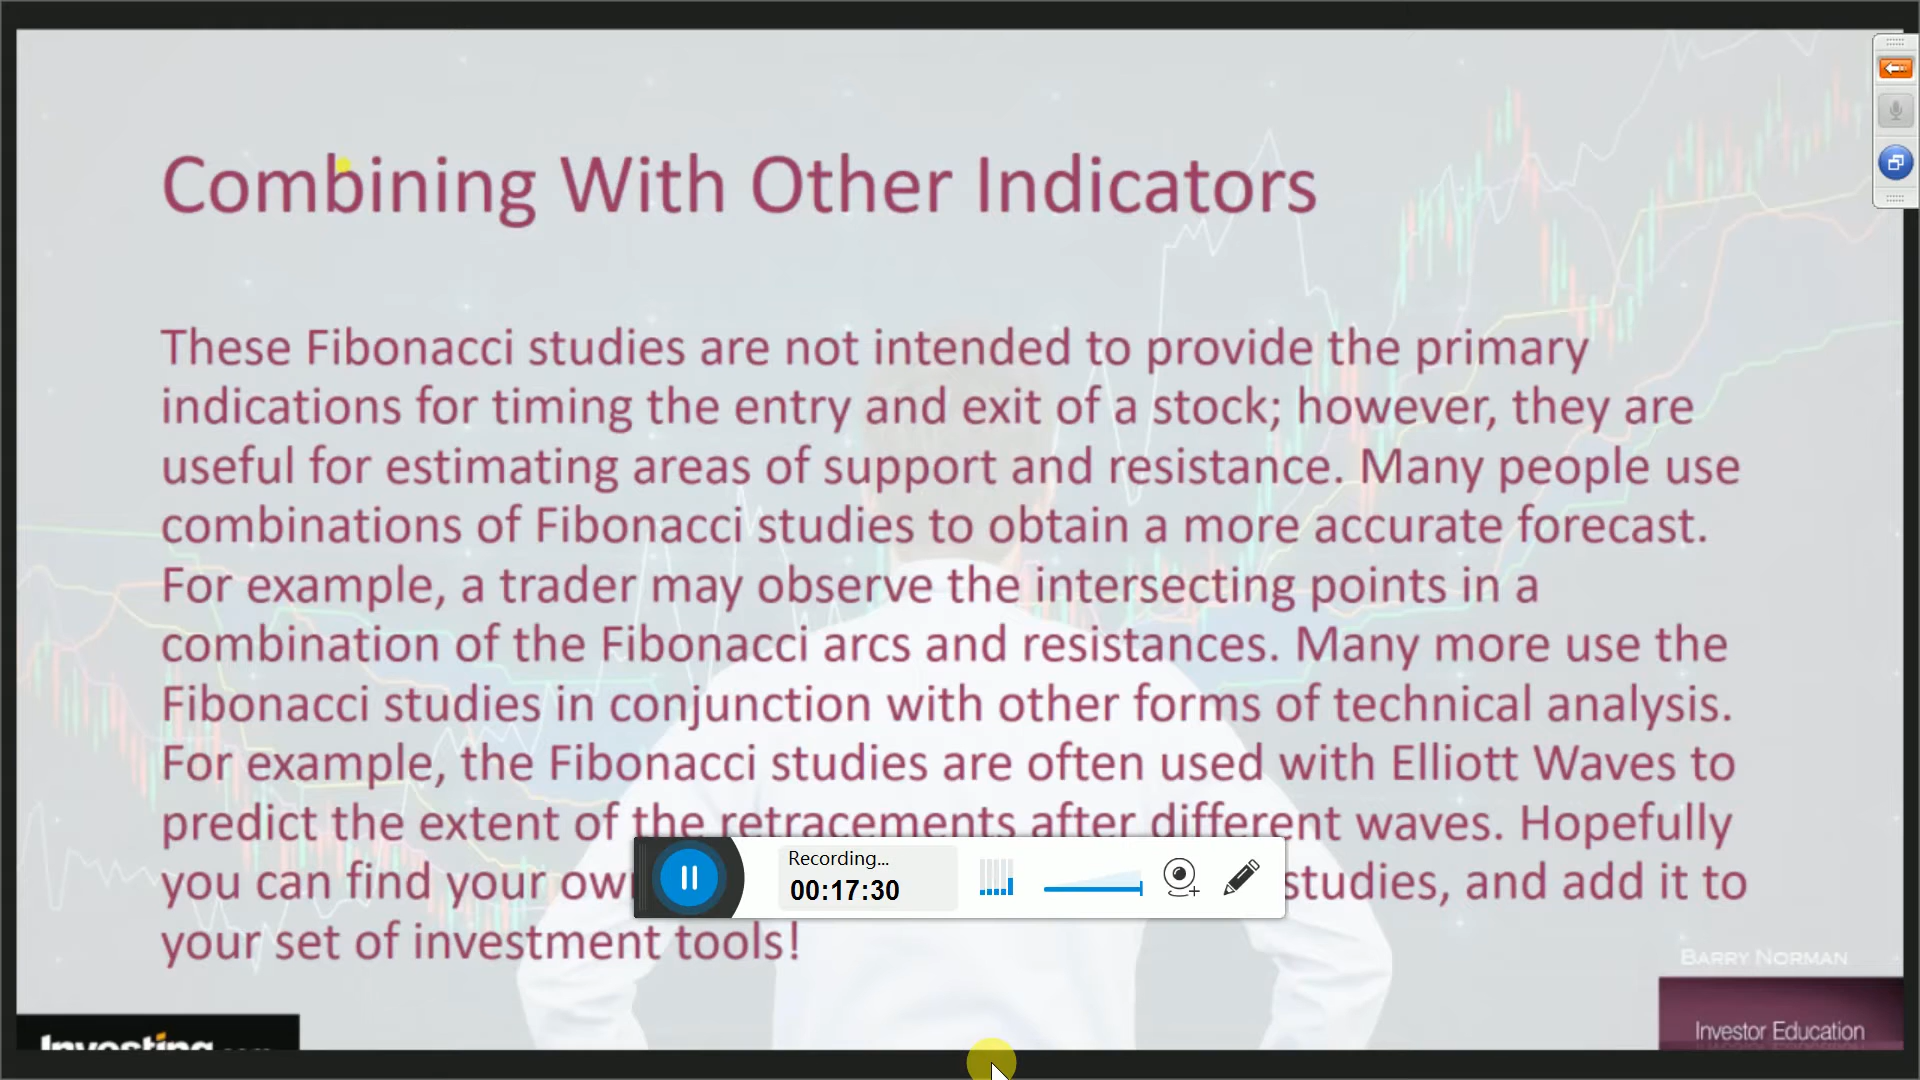 Combining With Other Indicators
These Fibonacci studies are not intended to provide the primary
indications for timing the entry and exit of a stock; however, they are
useful for estimating areas of support and resistance. Many people use
combinations of Fibonacci studies to obtain a more accurate forecast.
For example, a trader may observe the intersecting points in a
combination of the Fibonacci arcs and resistances. Many more use the
Fibonacci studies in conjunction with other forms of technical analysis.
For example, the Fibonacci studies are often used with Elliott Waves to
predict the extent of the retracements after different waves. Hopefully
you can find your own studies, and add it to
your set of investment tools!
Recording...
00:17:30
BARRY NORMAN
Investing
Investor Education